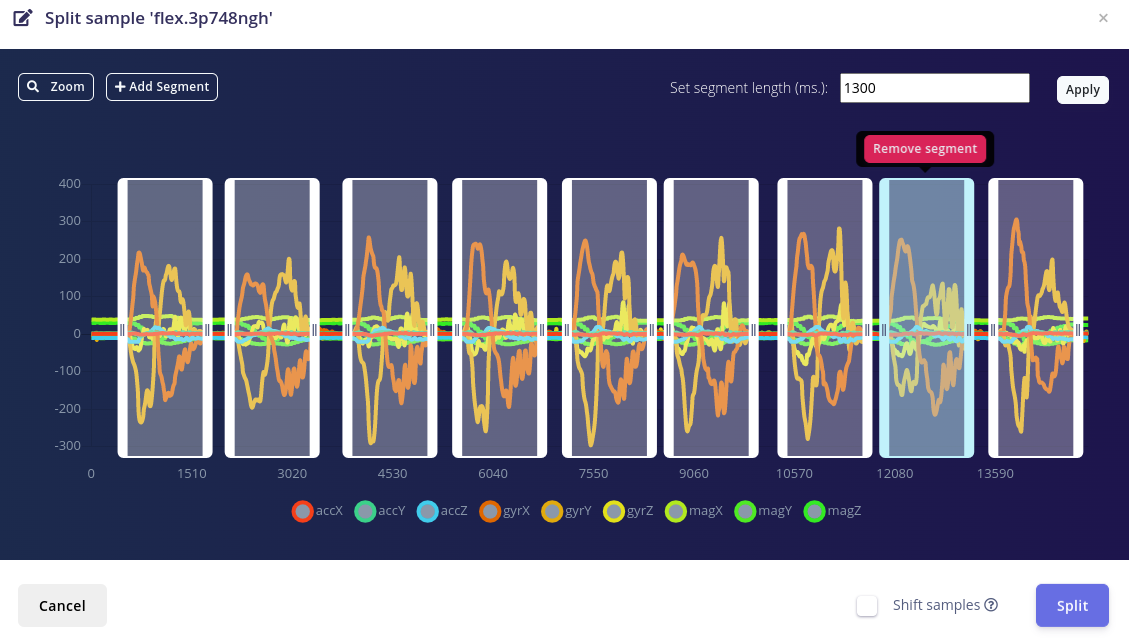 Split sample 'flex.3p748ngh'
×
Zoom
+ Add Segment
Set segment length (ms.):
1300
Apply
Remove segment
400
300
200
100
0
-100
-200
-300
0 1510 3020 4530 6040 7550 9060 10570 12080 13590
accX accY accZ gyrX gyrY gyrZ magX magY magZ
Cancel
Shift samples ?
Split